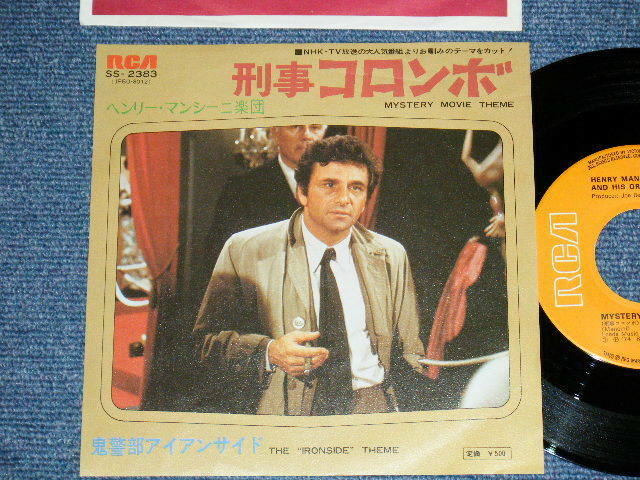 RCA
SS-2383
■NHK-TV放送の大人気番組よりお馴みのテーマをカット!
刑事コロンボ
MYSTERY MOVIE THEME
ヘンリー・マンシーニ楽団
鬼警部アイアンサイド THE "IRONSIDE" THEME
定価 ¥500
RCA
HENRY MAN
AND HIS OR
MYSTERY